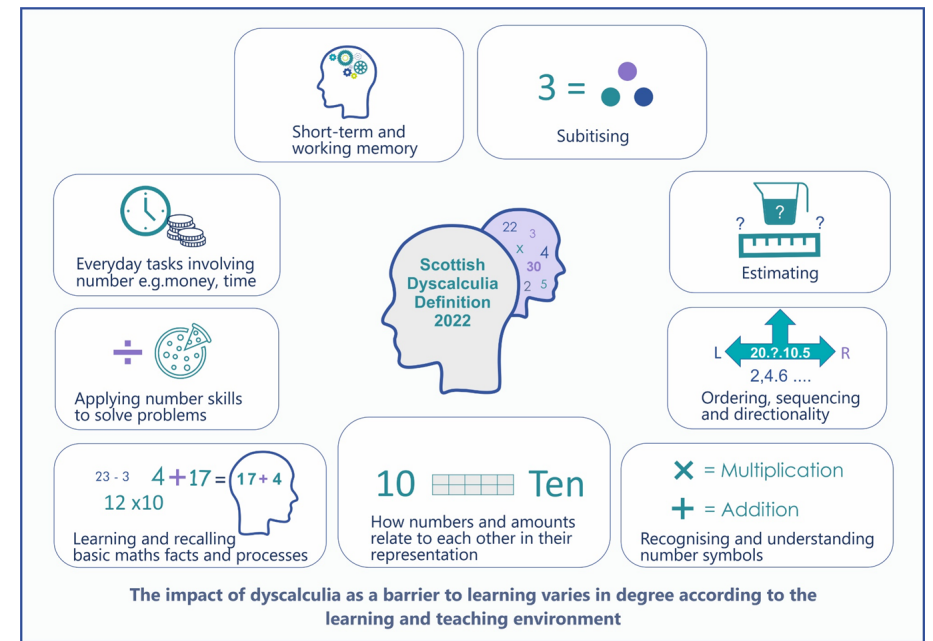 Short-term and
working memory
3 =
Subitising
Everyday tasks involving
number e.g.money, time
? ? ?
Estimating
Scottish
Dyscalculia
Definition
2022
22 3
x 4
30
2 5
÷
Applying number skills
to solve problems
L 20.?.10.5 R
2,4.6 ....
Ordering, sequencing
and directionality
23 - 3 4+17= 17+ 4
12 x10
Learning and recalling
basic maths facts and processes
10 Ten
How numbers and amounts
relate to each other in their
representation
× = Multiplication
+ = Addition
Recognising and understanding
number symbols
The impact of dyscalculia as a barrier to learning varies in degree according to the
learning and teaching environment